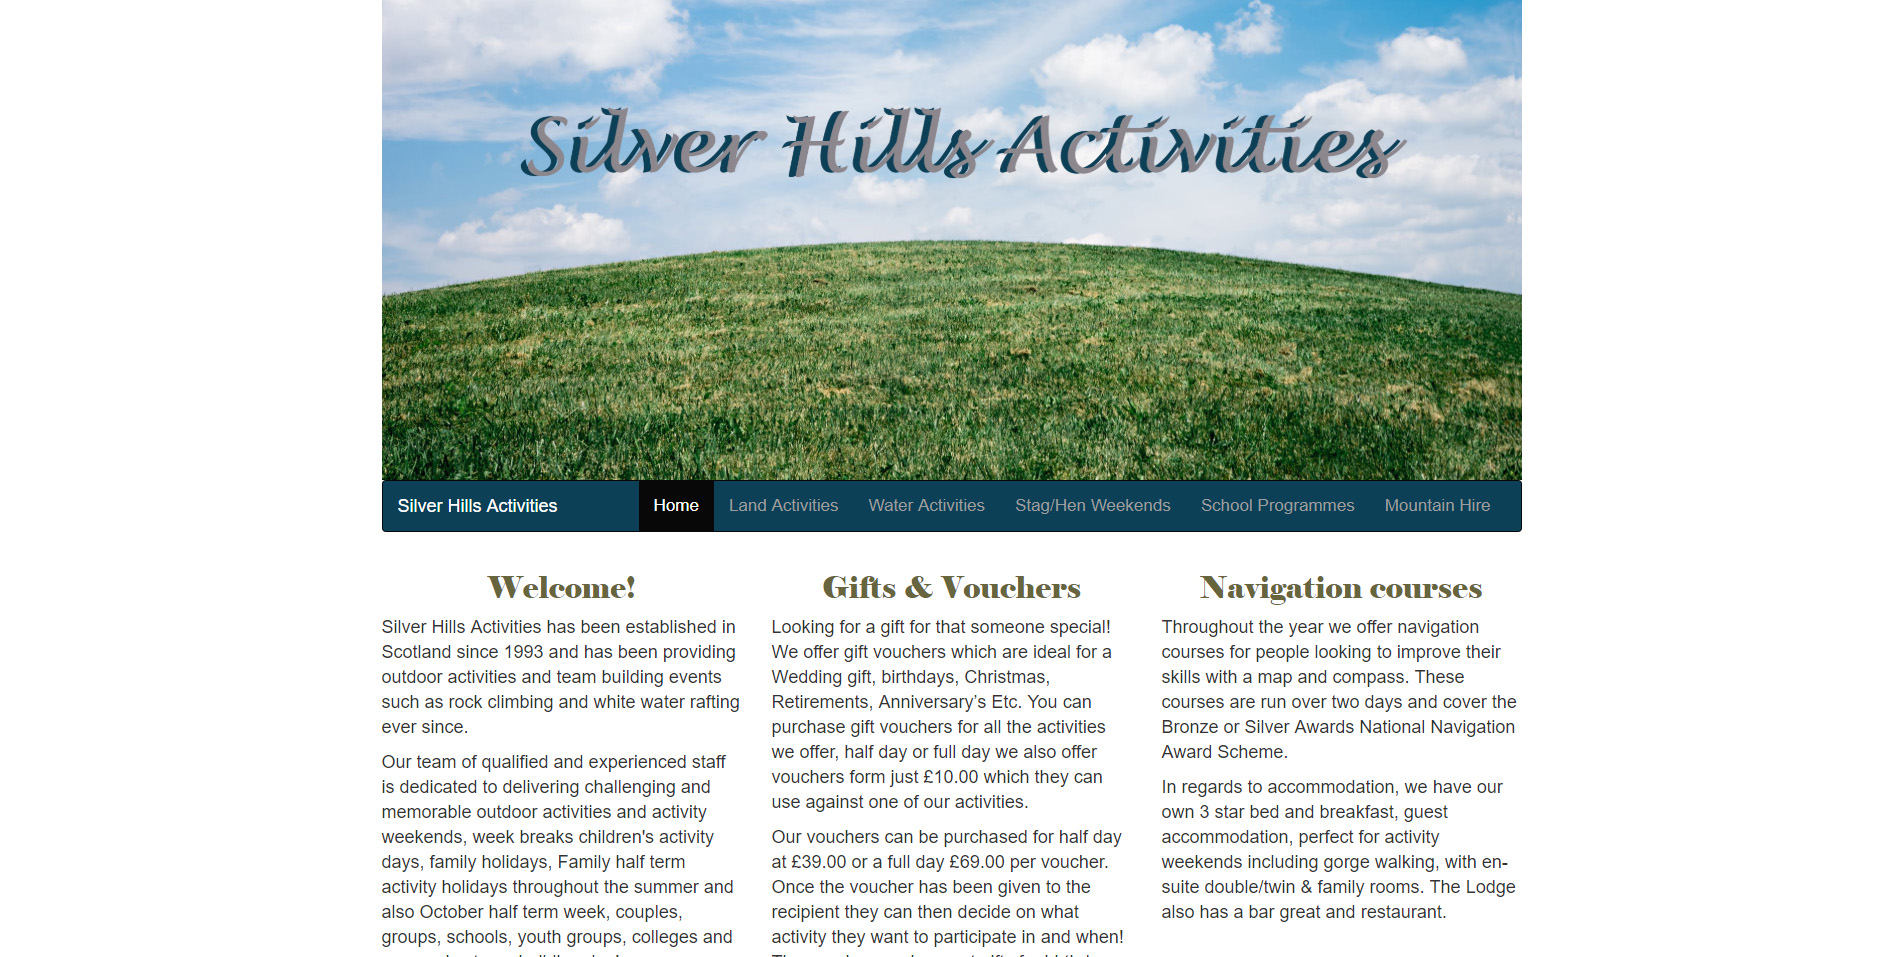 Silver Hills Activities
Silver Hills Activities
Home
Land Activities
Water Activities
Stag/Hen Weekends
School Programmes
Mountain Hire
Welcome!
Silver Hills Activities has been established in
Scotland since 1993 and has been providing
outdoor activities and team building events
such as rock climbing and white water rafting
ever since.
Our team of qualified and experienced staff
is dedicated to delivering challenging and
memorable outdoor activities and activity
weekends, week breaks children's activity
days, family holidays, Family half term
activity holidays throughout the summer and
also October half term week, couples,
groups, schools, youth groups, colleges and
Gifts & Vouchers
Looking for a gift for that someone special!
We offer gift vouchers which are ideal for a
Wedding gift, birthdays, Christmas,
Retirements, Anniversary’s Etc. You can
purchase gift vouchers for all the activities
we offer, half day or full day we also offer
vouchers form just £10.00 which they can
use against one of our activities.
Our vouchers can be purchased for half day
at £39.00 or a full day £69.00 per voucher.
Once the voucher has been given to the
recipient they can then decide on what
activity they want to participate in and when!
Navigation courses
Throughout the year we offer navigation
courses for people looking to improve their
skills with a map and compass. These
courses are run over two days and cover the
Bronze or Silver Awards National Navigation
Award Scheme.
In regards to accommodation, we have our
own 3 star bed and breakfast, guest
accommodation, perfect for activity
weekends including gorge walking, with en-
suite double/twin & family rooms. The Lodge
also has a bar great and restaurant.